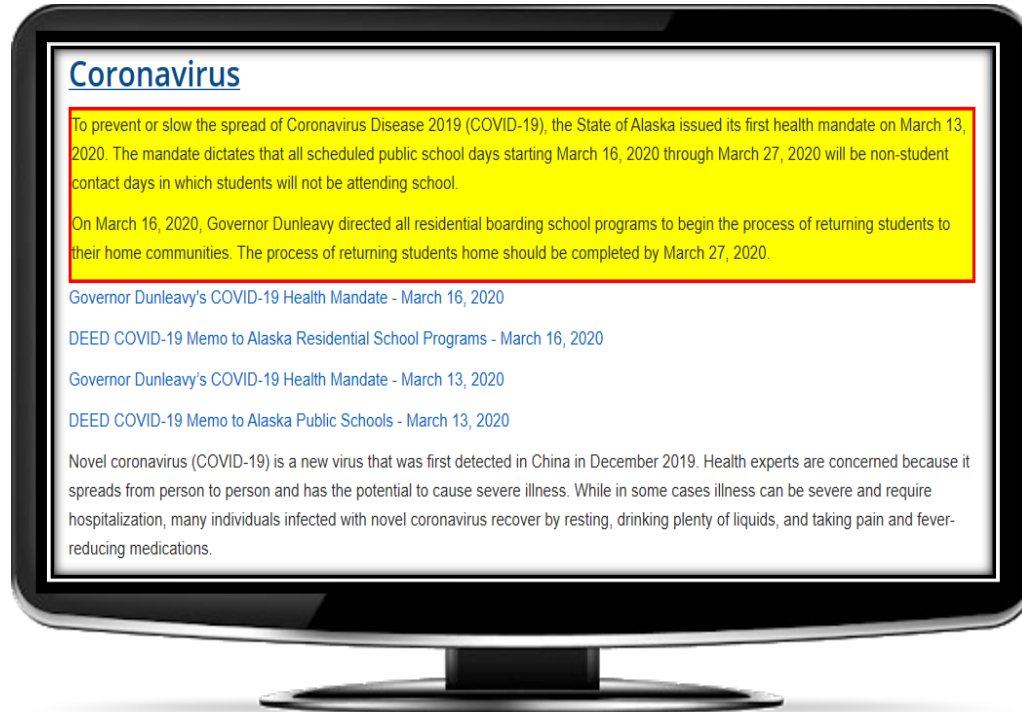 Coronavirus
To prevent or slow the spread of Coronavirus Disease 2019 (COVID-19), the State of Alaska issued its first health mandate on March 13,
2020. The mandate dictates that all scheduled public school days starting March 16, 2020 through March 27, 2020 will be non-student
contact days in which students will not be attending school.
On March 16, 2020, Governor Dunleavy directed all residential boarding school programs to begin the process of returning students to
their home communities. The process of returning students home should be completed by March 27, 2020.
Governor Dunleavy's COVID-19 Health Mandate - March 16, 2020
DEED COVID-19 Memo to Alaska Residential School Programs - March 16, 2020
Governor Dunleavy's COVID-19 Health Mandate - March 13, 2020
DEED COVID-19 Memo to Alaska Public Schools - March 13, 2020
Novel coronavirus (COVID-19) is a new virus that was first detected in China in December 2019. Health experts are concerned because it
spreads from person to person and has the potential to cause severe illness. While in some cases illness can be severe and require
hospitalization, many individuals infected with novel coronavirus recover by resting, drinking plenty of liquids, and taking pain and fever-
reducing medications.